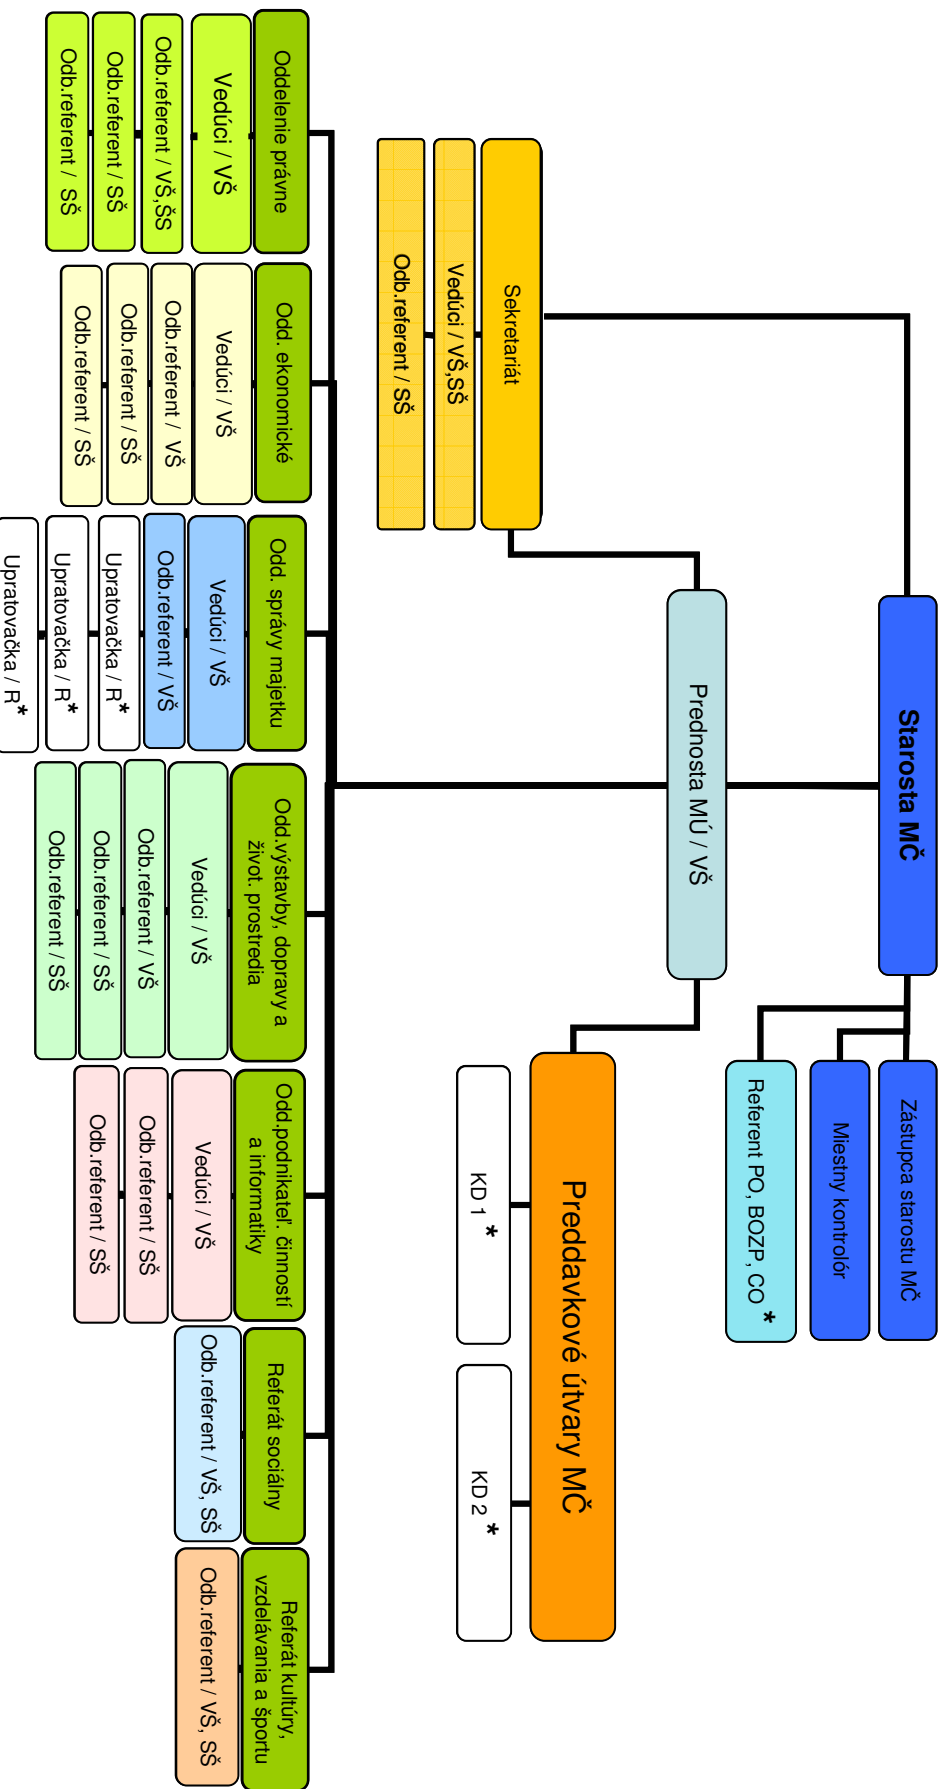 Starosta MČ
Zástupca starostu MČ
Miestny kontrolór
Referent PO, BOZP, CO *
Prednosta MÚ / VŠ
Sekretariát
Vedúci / VŠ,SŠ
Odb.referent / SŠ
Preddavkové útvary MČ
KD 1 *
KD 2 *
Oddelenie právne
Vedúci / VŠ
Odb.referent / VŠ,SŠ
Odb.referent / SŠ
Odb.referent / SŠ
Odd. ekonomické
Vedúci / VŠ
Odb.referent / VŠ
Odb.referent / SŠ
Odb.referent / SŠ
Odd. správy majetku
Vedúci / VŠ
Odb.referent / VŠ
Upratovačka / R*
Upratovačka / R*
Upratovačka / R*
Odd.výstavby, dopravy a
život. prostredia
Vedúci / VŠ
Odb.referent / VŠ
Odb.referent / SŠ
Odb.referent / SŠ
Odd.podnikateľ. činností
a informatiky
Vedúci / VŠ
Odb.referent / SŠ
Odb.referent / SŠ
Referát sociálny
Odb.referent / VŠ, SŠ
Referát kultúry,
vzdelávania a športu
Odb.referent / VŠ, SŠ